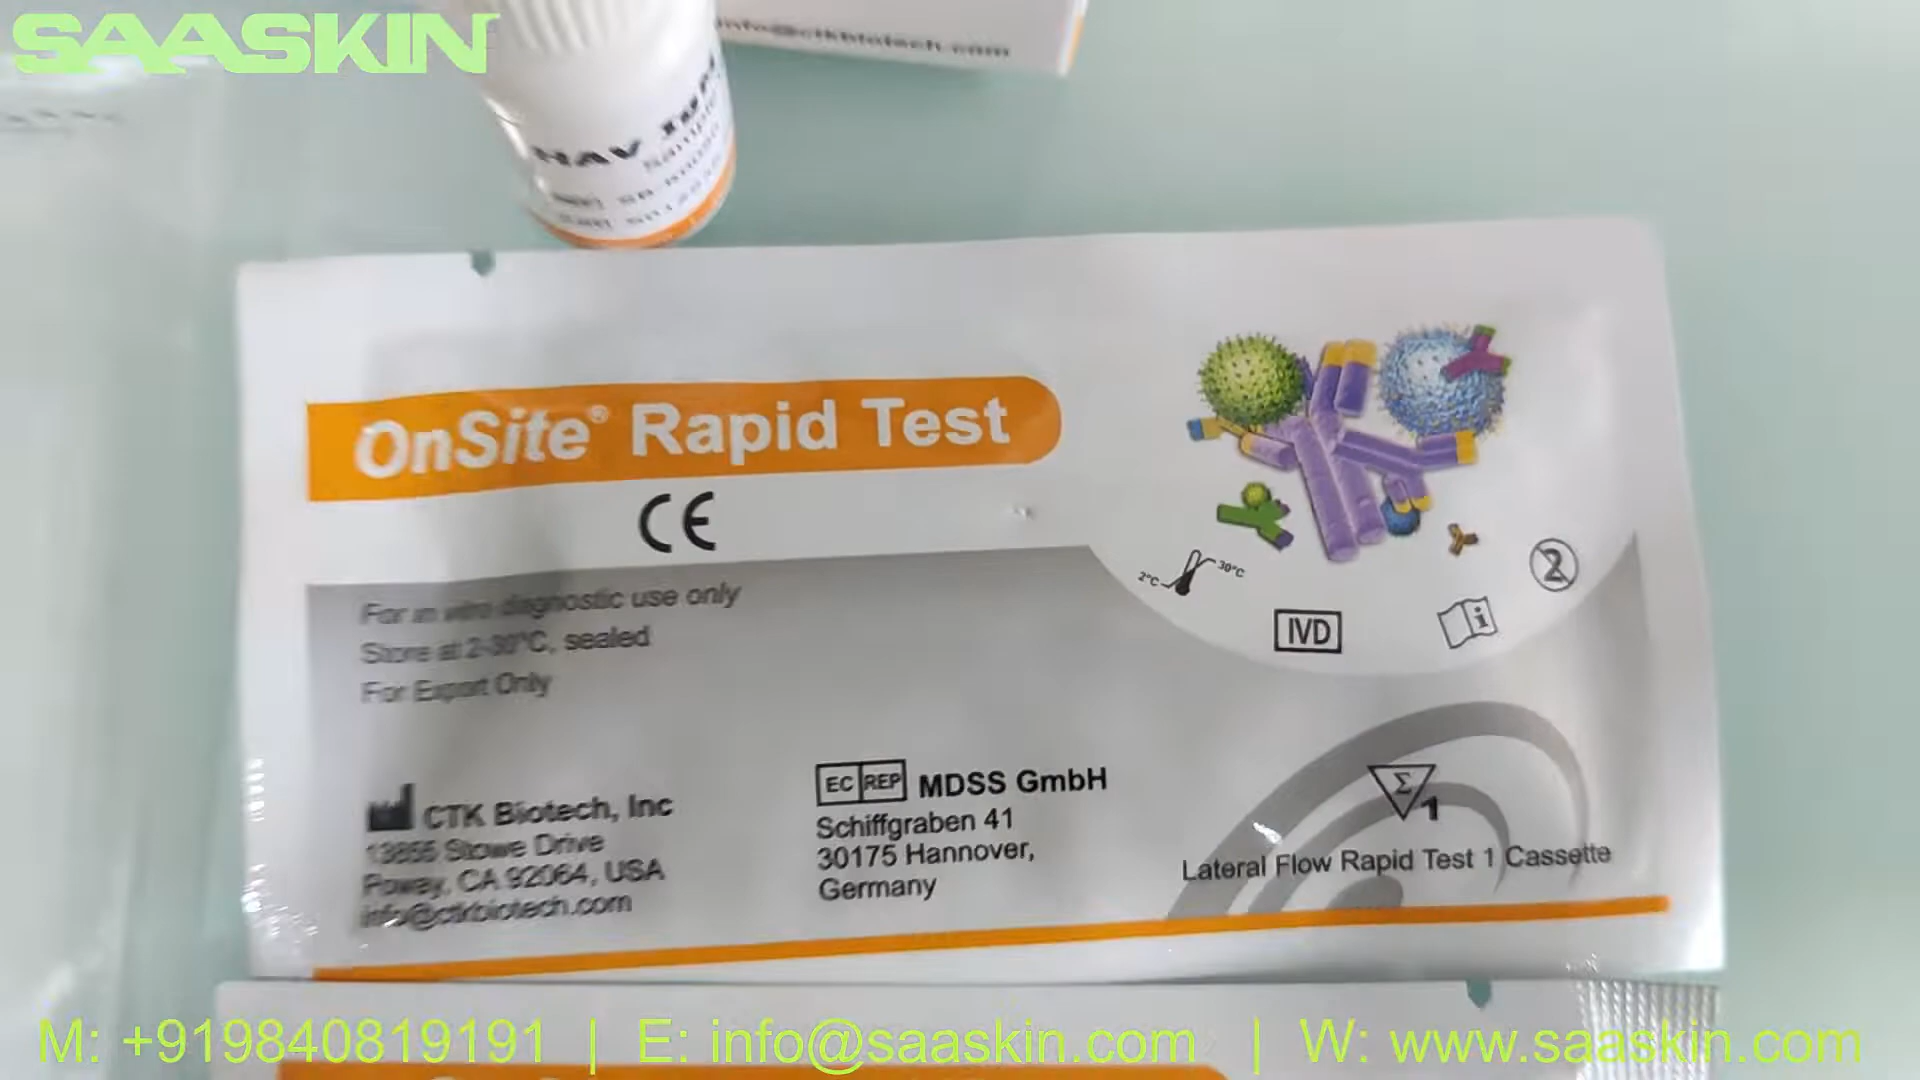 SAASKIN
info@ctkbiotech.com
HAV IgM
Sample
OnSite® Rapid Test
CE
For in vitro diagnostic use only
Store at 2-30°C, sealed
For Export Only
2°C 30°C
IVD
i
2
CTK Biotech, Inc
13855 Stowe Drive
Poway, CA 92064, USA
info@ctkbiotech.com
EC REP MDSS GmbH
Schiffgraben 41
30175 Hannover,
Germany
Σ 1
Lateral Flow Rapid Test 1 Cassette
M: +919840819191 | E: info@saaskin.com | W: www.saaskin.com